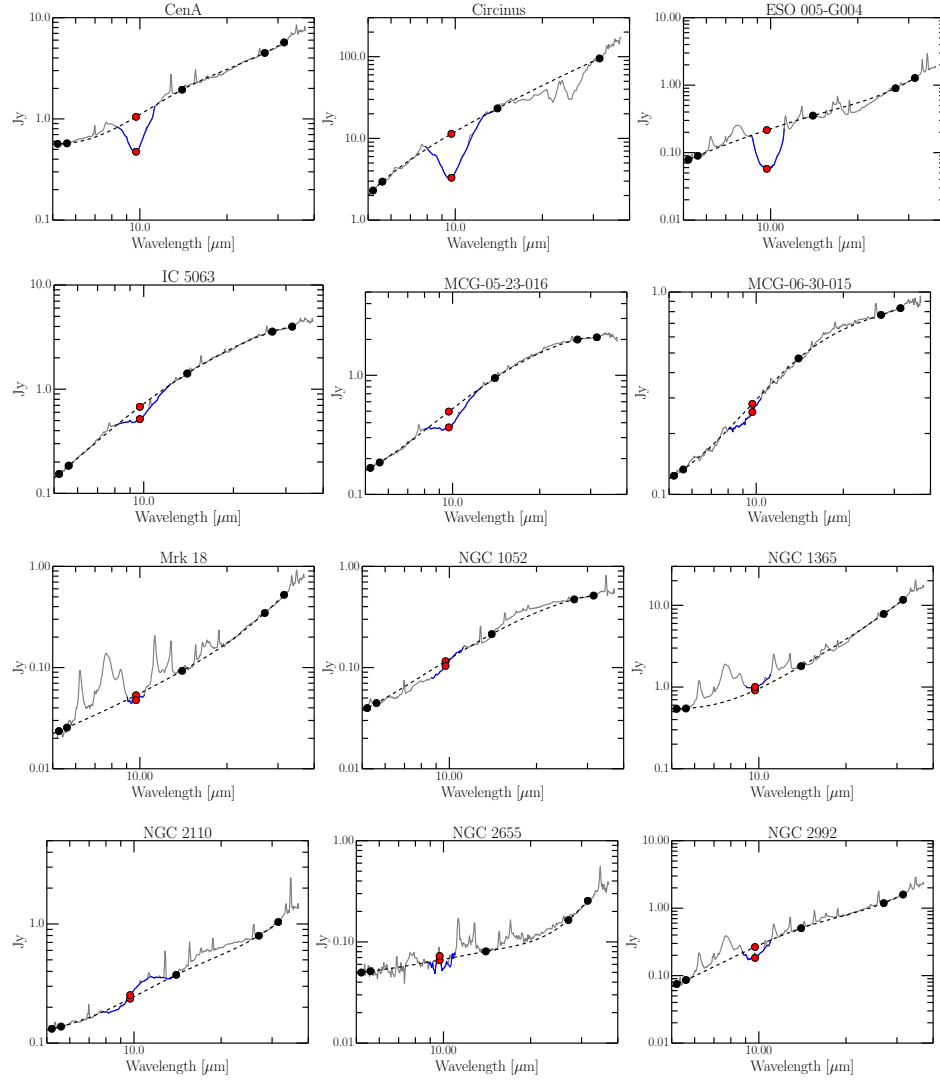 CenA
10.0
1.0
0.1
Jy
10.0
Wavelength [μm]
Circinus
100.0
10.0
1.0
Jy
10.0
Wavelength [μm]
ESO 005-G004
1.00
0.10
0.01
Jy
10.00
Wavelength [μm]
IC 5063
10.0
1.0
0.1
Jy
10.0
Wavelength [μm]
MCG-05-23-016
1.0
0.1
Jy
10.0
Wavelength [μm]
MCG-06-30-015
1.0
0.1
Jy
10.0
Wavelength [μm]
Mrk 18
1.00
0.10
0.01
Jy
10.00
Wavelength [μm]
NGC 1052
1.00
0.10
0.01
Jy
10.00
Wavelength [μm]
NGC 1365
10.0
1.0
0.1
Jy
10.0
Wavelength [μm]
NGC 2110
1.0
0.1
Jy
10.0
Wavelength [μm]
NGC 2655
1.00
0.10
0.01
Jy
10.00
Wavelength [μm]
NGC 2992
10.00
1.00
0.10
0.01
Jy
10.00
Wavelength [μm]